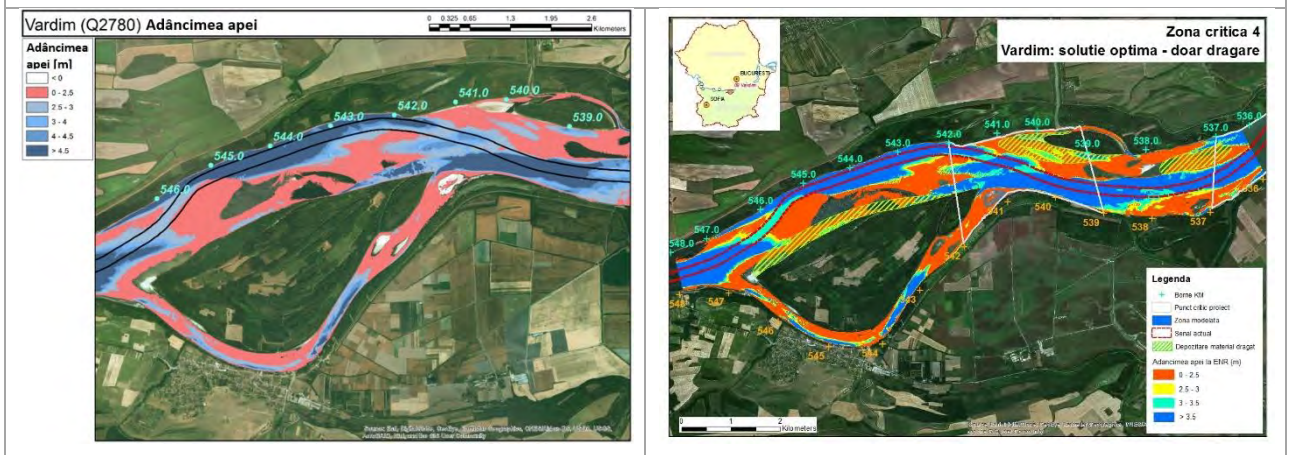 Vardim (Q2780) Adâncimea apei
0 0.325 0.65 1.3 1.95 2.6
Kilometers
Adâncimea
apei [m]
< 0
0 - 2.5
2.5 - 3
3 - 4
4 - 4.5
> 4.5
546.0
545.0
544.0
543.0
542.0
541.0
540.0
539.0
Zona critica 4
Vardim: solutie optima - doar dragare
BUCURESTI
SOFIA
548.0
547.0
546.0
545.0
544.0
543.0
542.0
541.0
540.0
539.0
538.0
537.0
536.0
548
547
546
545
544
543
542
541
540
539
538
537
536
Legenda
Borne KM
Punct critic proiect
Zona modelata
Senal actual
Depozitare material dragat
Adancimea apei la ENR (m)
0 - 2.5
2.5 - 3
3 - 3.5
> 3.5
0 1 2
Kilometers